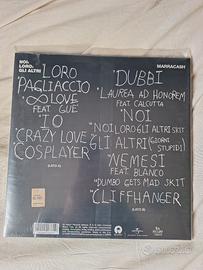 NOI,
LORO,
GLI ALTRI
MARRACASH
LORO
PAGLIACCIO
∞ LOVE
FEAT GUÈ
IO
CRAZY LOVE
COSPLAYER
(LATO A)
DUBBI
LAUREA AD HONOREM
FEAT. CALCUTTA
NOI
NOI, LORO, GLI ALTRI SKIT
GLI ALTRI (GIORNI
STUPIDI)
NEMESI
FEAT. BLANCO
"DUMBO GETS MAD SKIT
CLIFFHANGER
(LATO B)